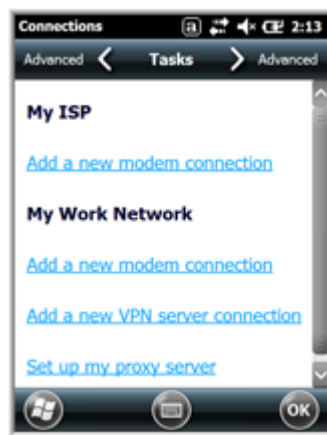 Connections a 2:13
Advanced Tasks Advanced
My ISP
Add a new modem connection
My Work Network
Add a new modem connection
Add a new VPN server connection
Set up my proxy server
OK